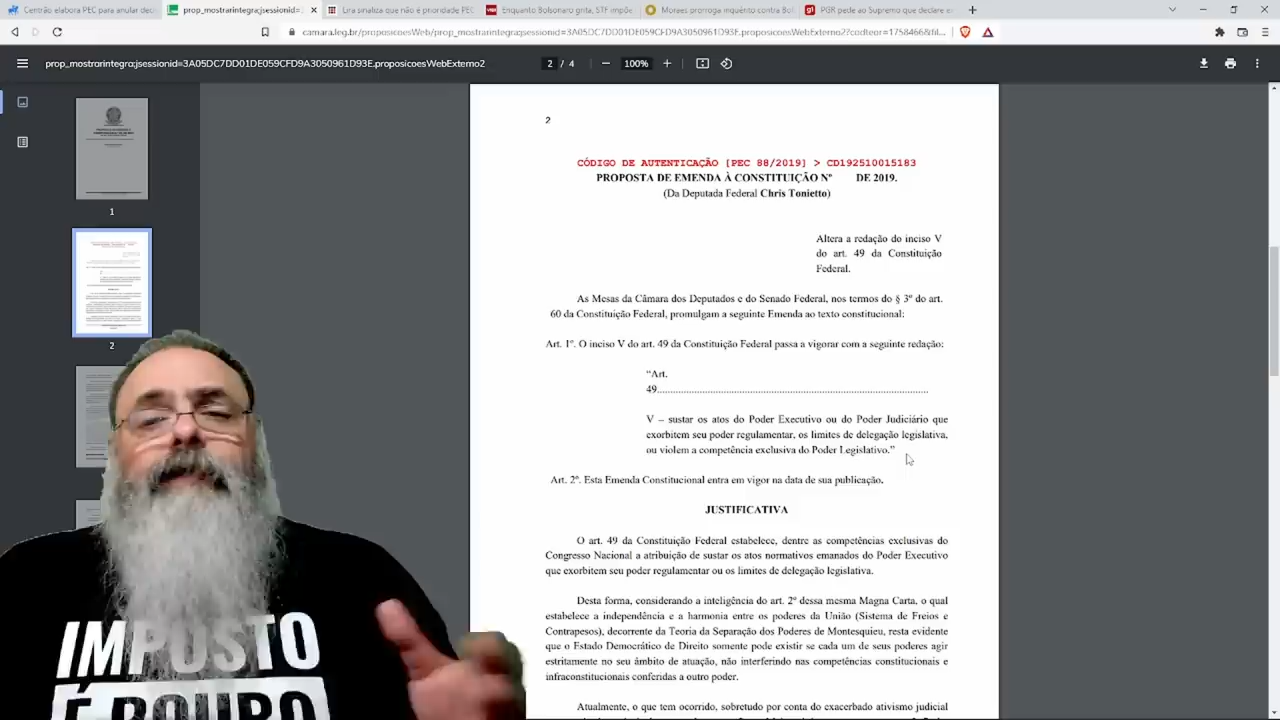 Centrão elabora PEC para anular decis
prop_mostrarintegra;jsessionid=3
Lira sinaliza que não é prioridade PEC
Enquanto Bolsonaro grita, STF impõe
Moraes prorroga inquérito contra Bol
PGR pede ao Supremo que declare e
camara.leg.br/proposicoesWeb/prop_mostrarintegra;jsessionid=3A05DC7DD01DE059CFD9A3050961D93E.proposicoesWebExterno2?codteor=1758466&fil...
prop_mostrarintegra;jsessionid=3A05DC7DD01DE059CFD9A3050961D93E.proposicoesWebExterno2
2 / 4
100%
1
2
2
CÓDIGO DE AUTENTICAÇÃO [PEC 88/2019] > CD192510015183
PROPOSTA DE EMENDA À CONSTITUIÇÃO Nº DE 2019.
(Da Deputada Federal Chris Tonietto)
Altera a redação do inciso V
do art. 49 da Constituição
Federal.
As Mesas da Câmara dos Deputados e do Senado Federal, nos termos do § 3º do art.
60 da Constituição Federal, promulgam a seguinte Emenda ao texto constitucional:
Art. 1º. O inciso V do art. 49 da Constituição Federal passa a vigorar com a seguinte redação:
“Art.
49..........................................................................................
V – sustar os atos do Poder Executivo ou do Poder Judiciário que
exorbitem seu poder regulamentar, os limites de delegação legislativa,
ou violem a competência exclusiva do Poder Legislativo.”
Art. 2º. Esta Emenda Constitucional entra em vigor na data de sua publicação.
JUSTIFICATIVA
O art. 49 da Constituição Federal estabelece, dentre as competências exclusivas do
Congresso Nacional a atribuição de sustar os atos normativos emanados do Poder Executivo
que exorbitem seu poder regulamentar ou os limites de delegação legislativa.
Desta forma, considerando a inteligência do art. 2º dessa mesma Magna Carta, o qual
estabelece a independência e a harmonia entre os poderes da União (Sistema de Freios e
Contrapesos), decorrente da Teoria da Separação dos Poderes de Montesquieu, resta evidente
que o Estado Democrático de Direito somente pode existir se cada um de seus poderes agir
estritamente no seu âmbito de atuação, não interferindo nas competências constitucionais e
infraconstitucionais conferidas a outro poder.
Atualmente, o que tem ocorrido, sobretudo por conta do exacerbado ativismo judicial
IMPOSTO
É ROUBO